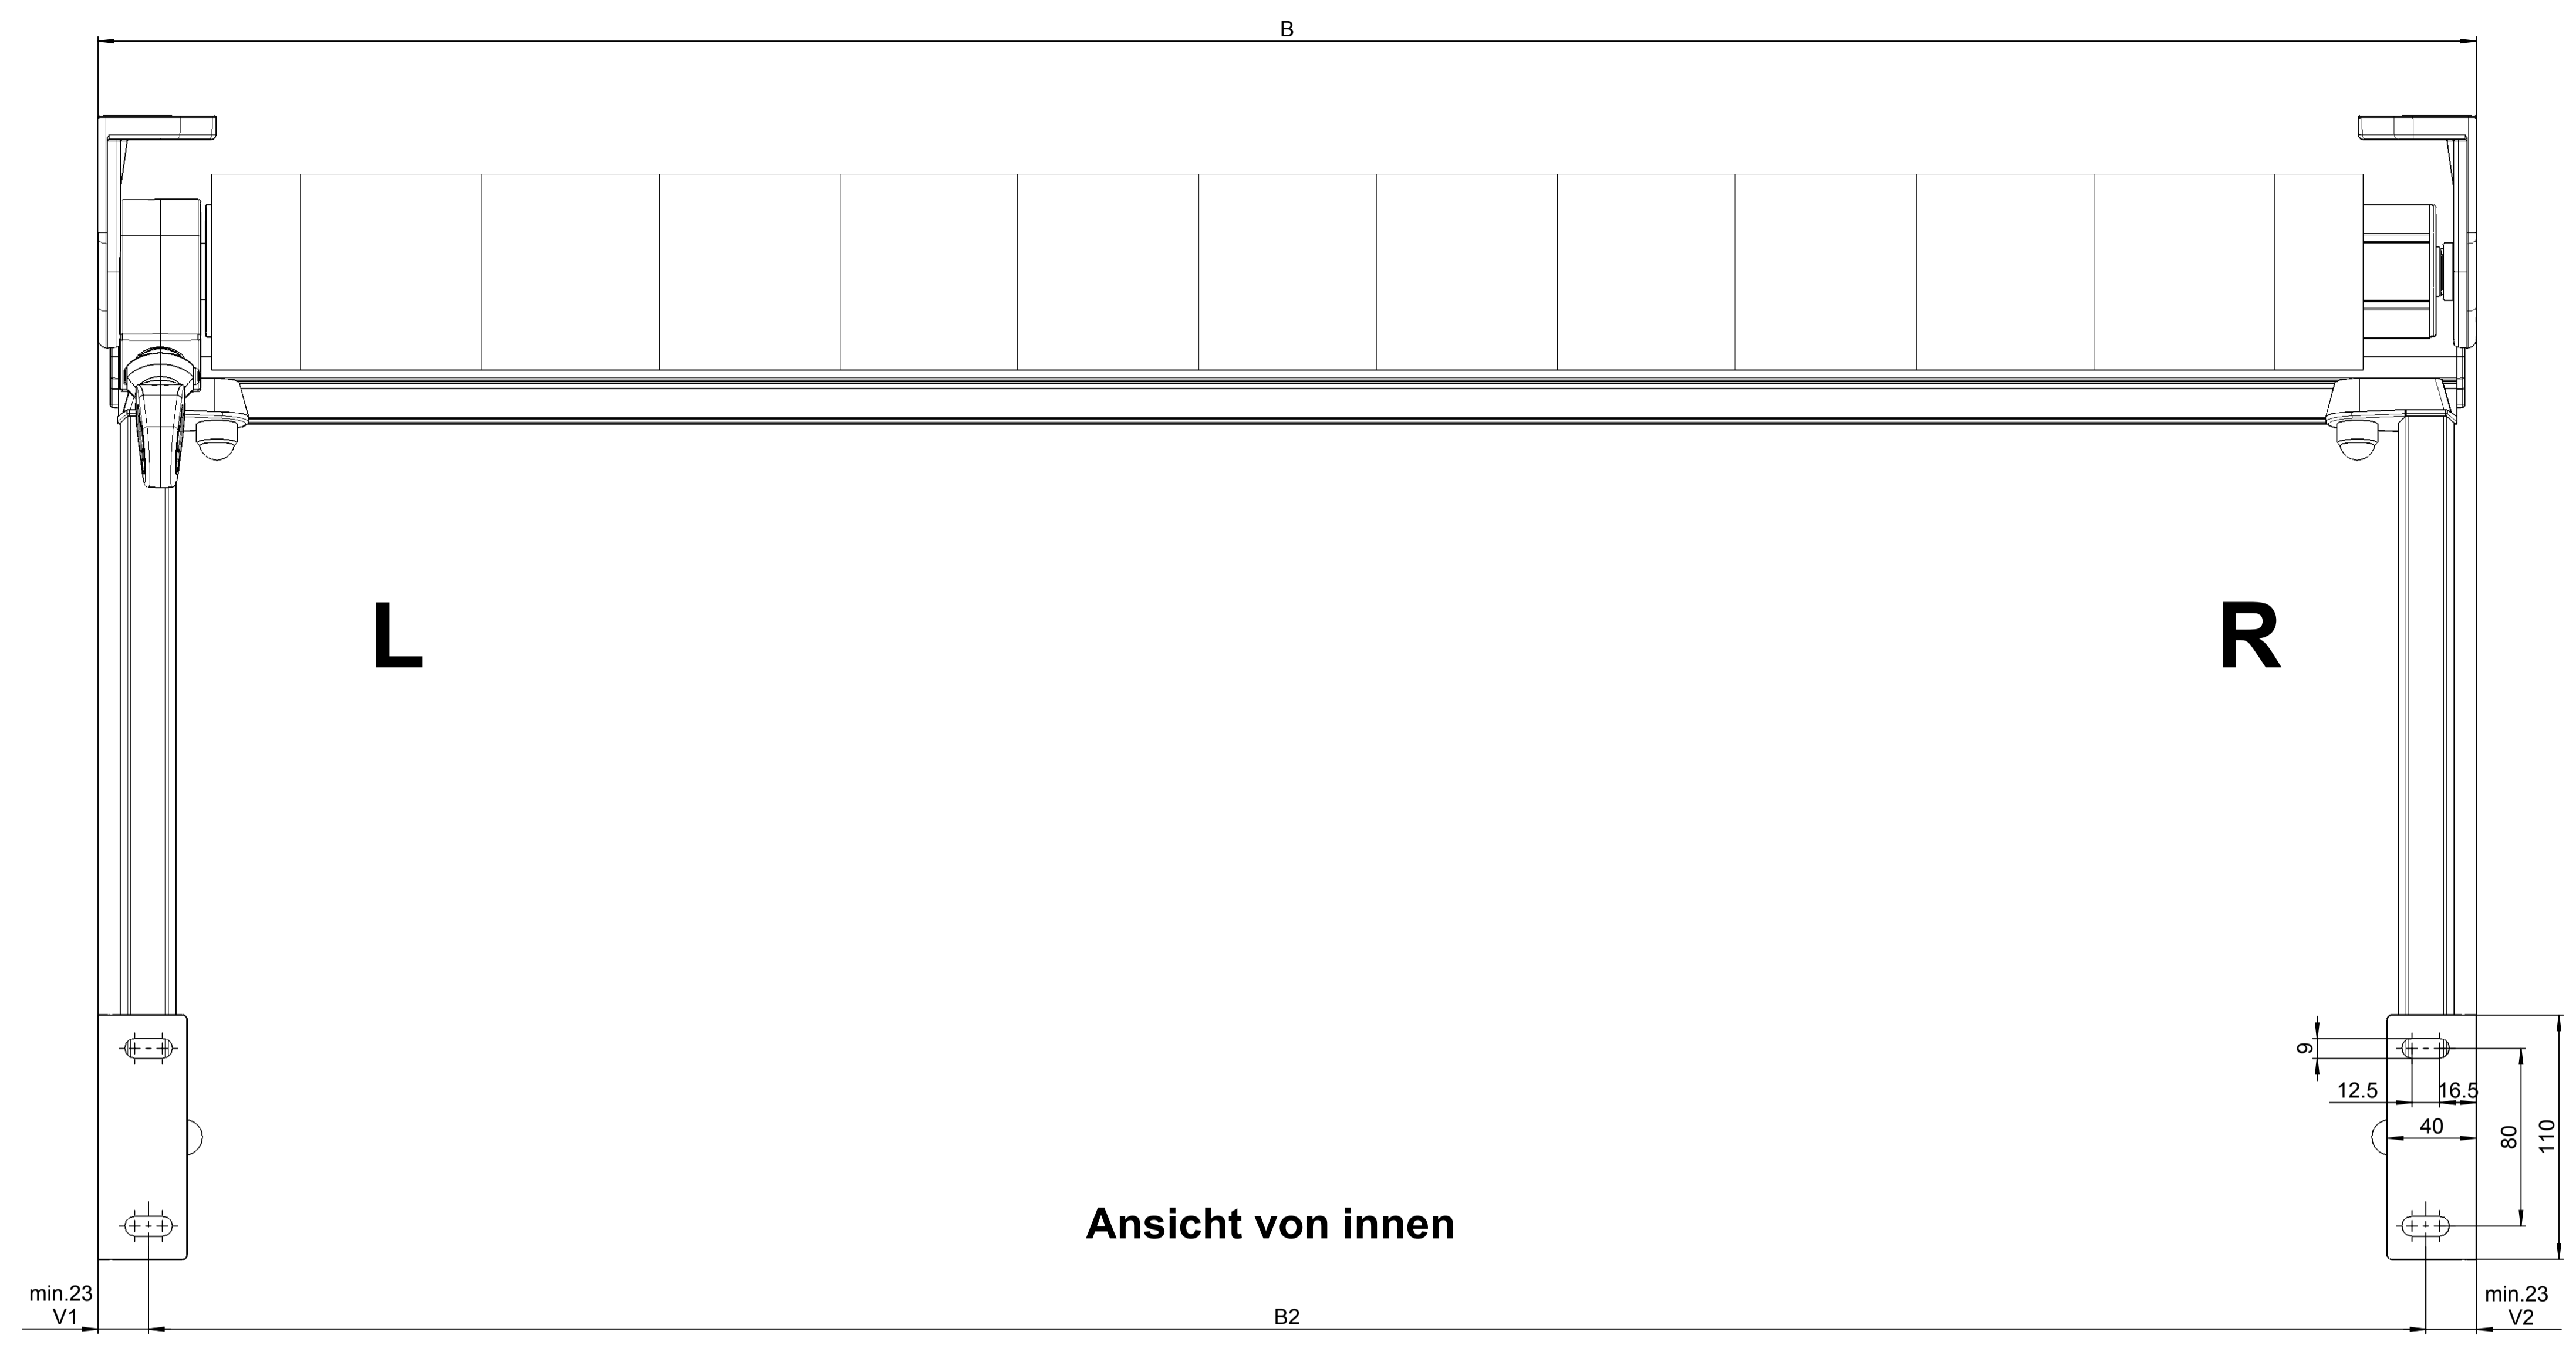 B
L
R
9
12.5
16.5
40
80
110
Ansicht von innen
min.23
V1
B2
min.23
V2